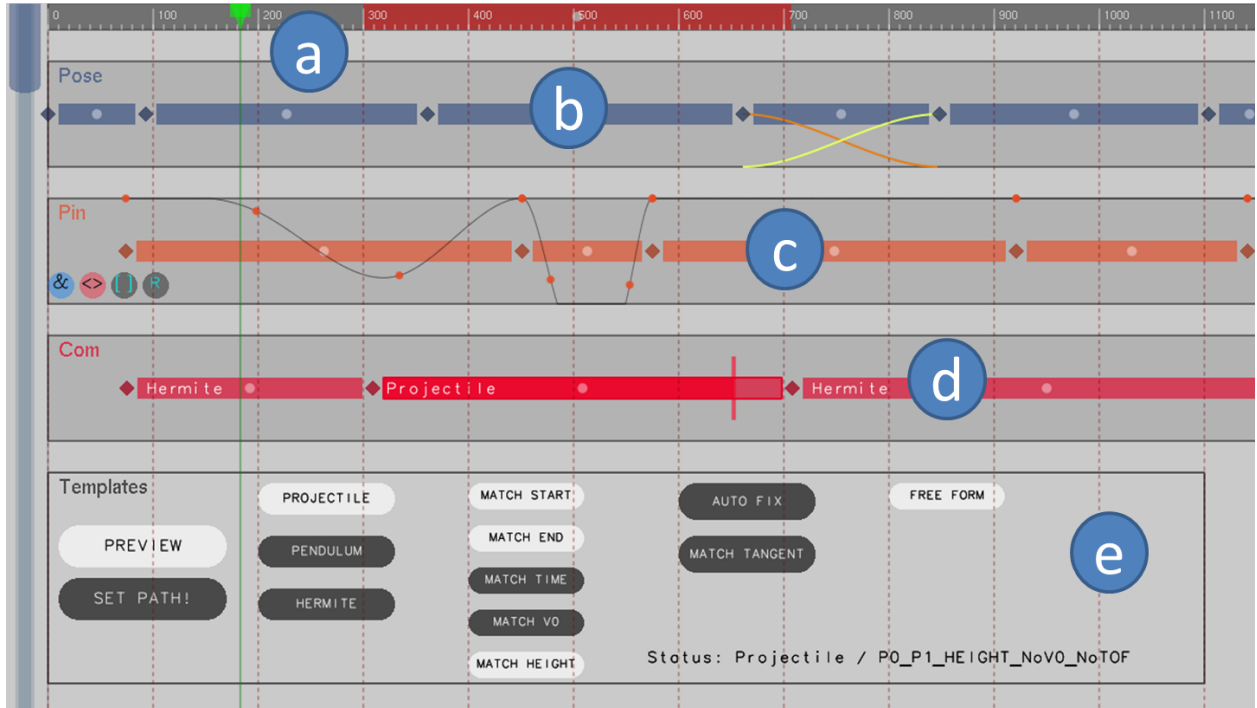 0 100 200 300 400 500 600 700 800 900 1000 1100
a
Pose
b
Pin
c
& <> [ ] R
Com
Hermite Projectile Hermite
d
Templates
PROJECTILE MATCH START AUTO FIX FREE FORM
PREVIEW PENDULUM MATCH END MATCH TANGENT
SET PATH! HERMITE MATCH TIME
MATCH V0
MATCH HEIGHT
e
Status: Projectile / P0_P1_HEIGHT_NoV0_NoTOF